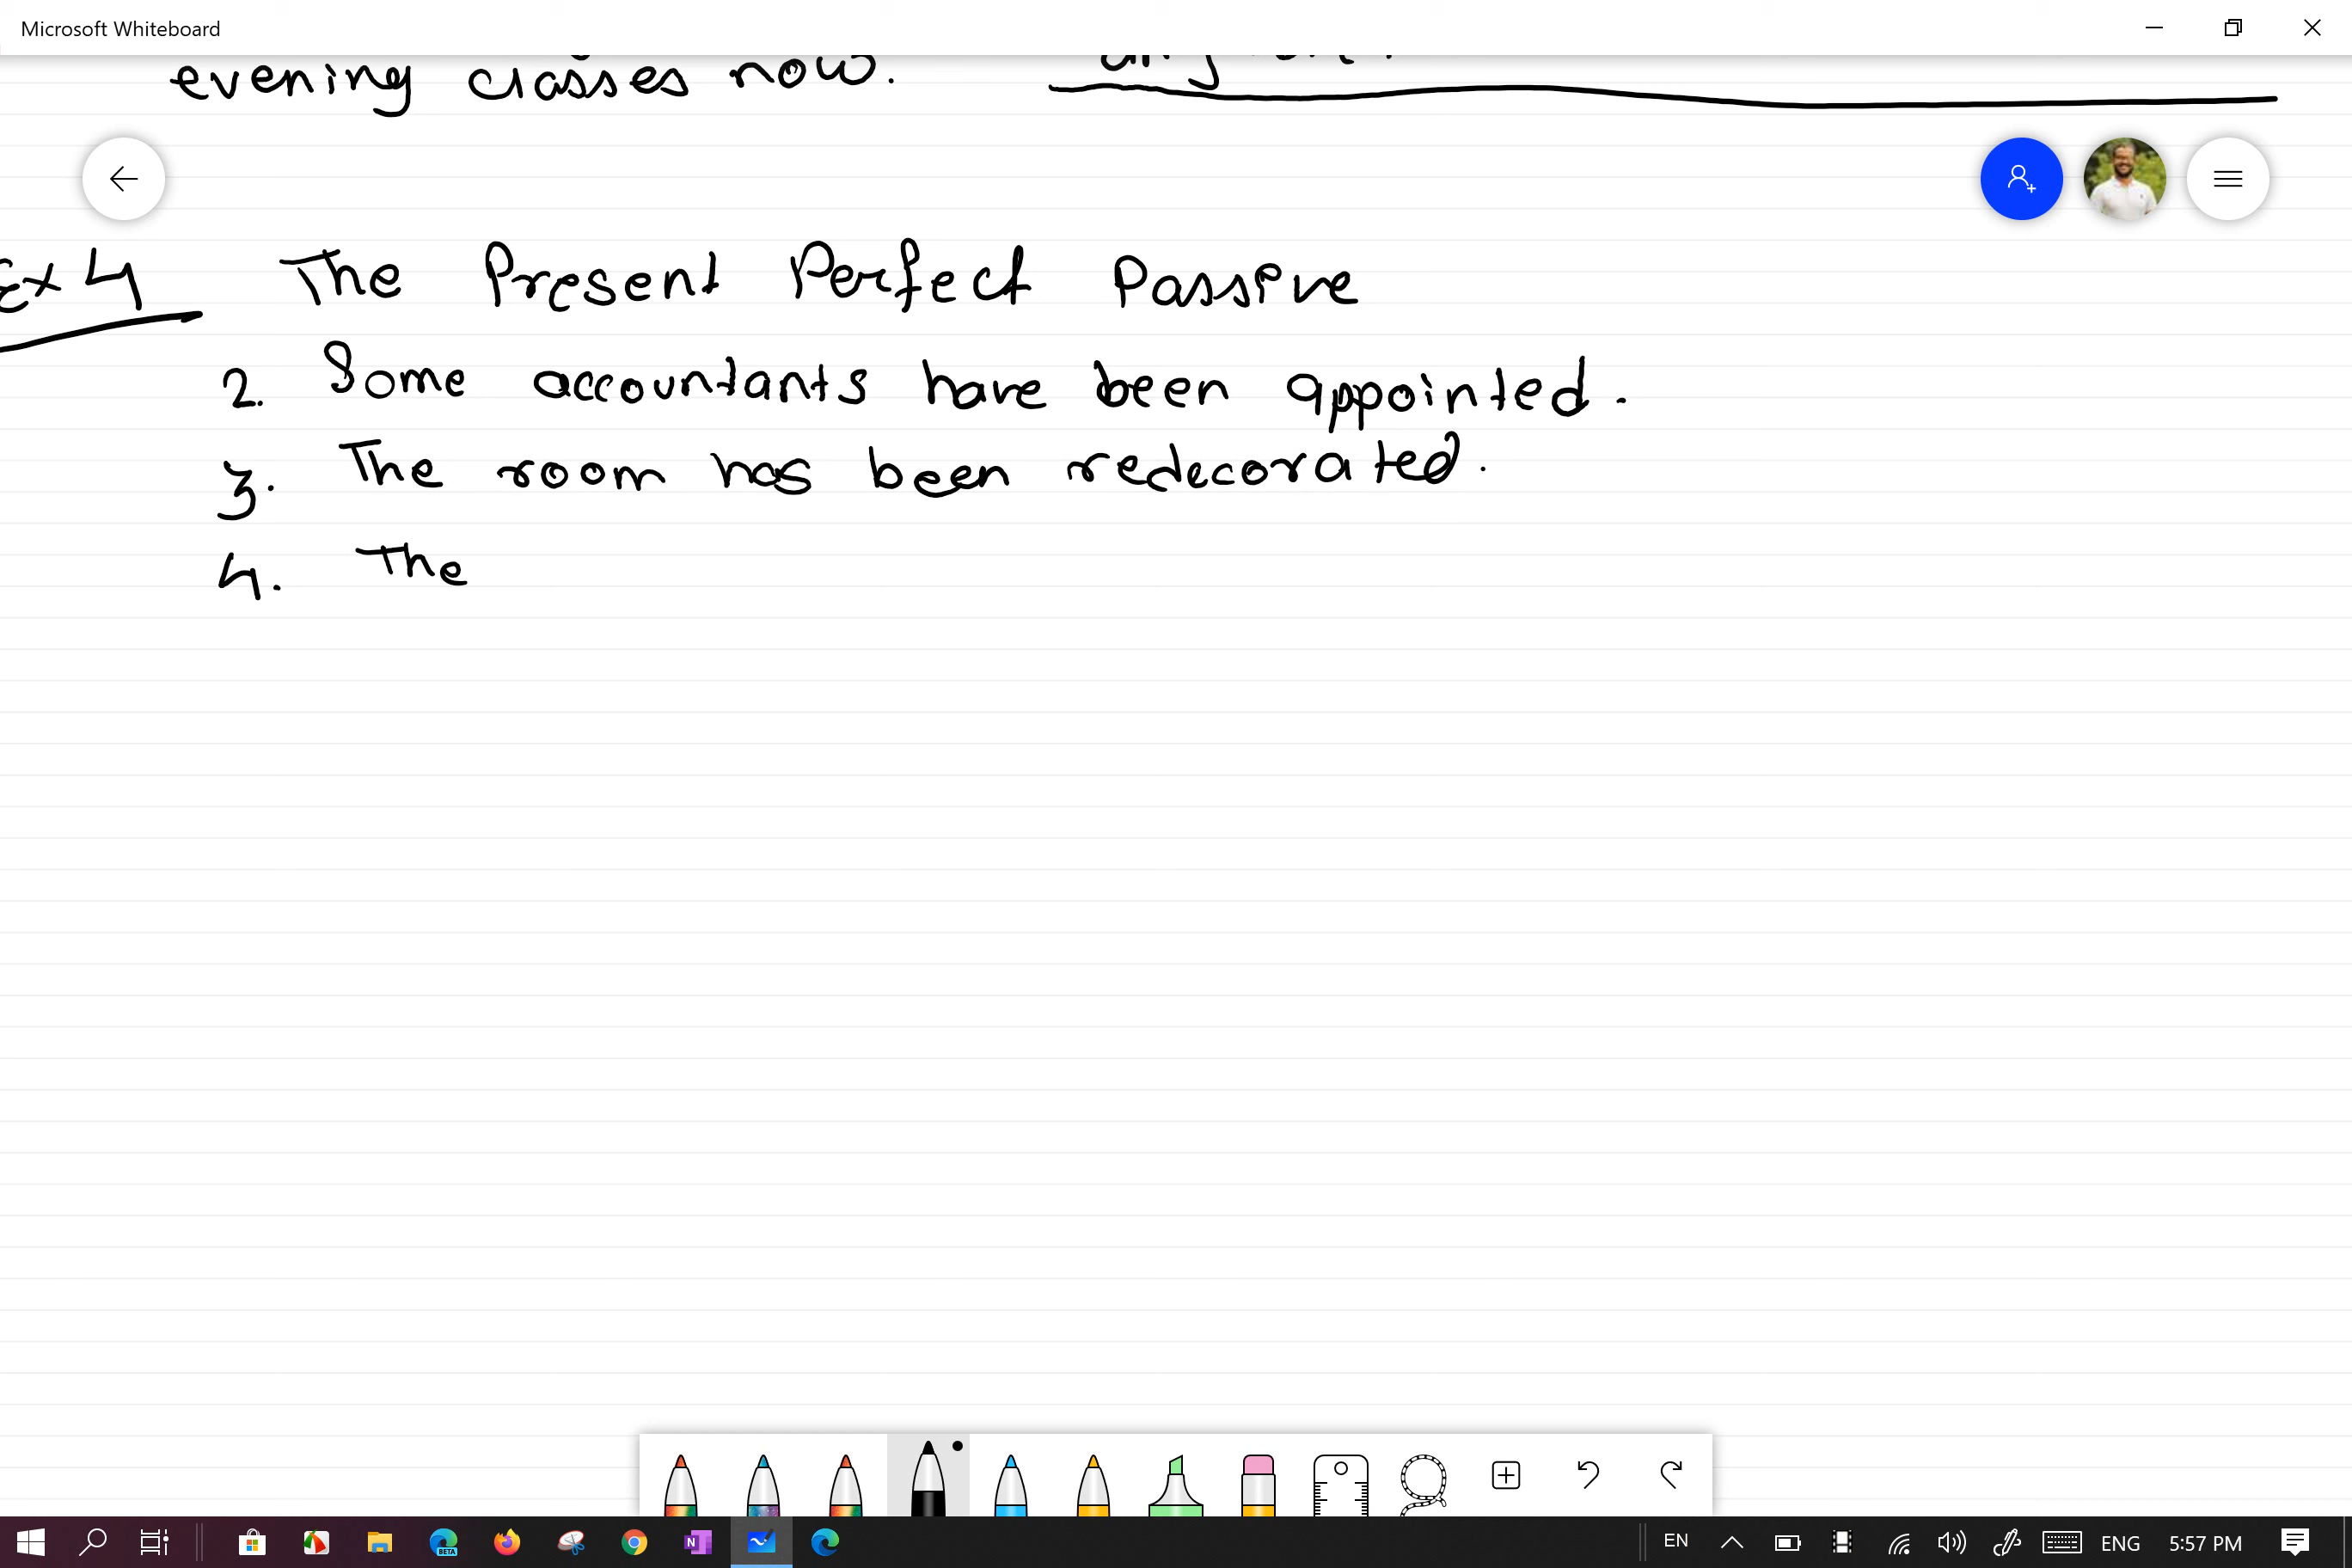 Microsoft Whiteboard
evening classes now.
Ex 4 The Present Perfect Passive
2. Some accountants have been appointed.
3. The room has been redecorated.
4. The
BETA
N
EN
ENG
5:57 PM